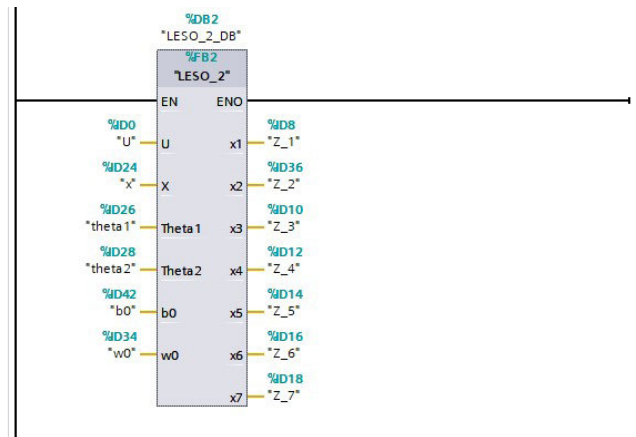 %DB2
"LESO_2_DB"
%FB2
"LESO_2"
EN ENO
%ID0
"U" U x1 %ID8 "Z_1"
%ID24
"x" X x2 %ID36 "Z_2"
%ID26
"theta1" Theta1 x3 %ID10 "Z_3"
%ID28
"theta2" Theta2 x4 %ID12 "Z_4"
%ID42
"b0" b0 x5 %ID14 "Z_5"
%ID34
"w0" w0 x6 %ID16 "Z_6"
x7 %ID18 "Z_7"